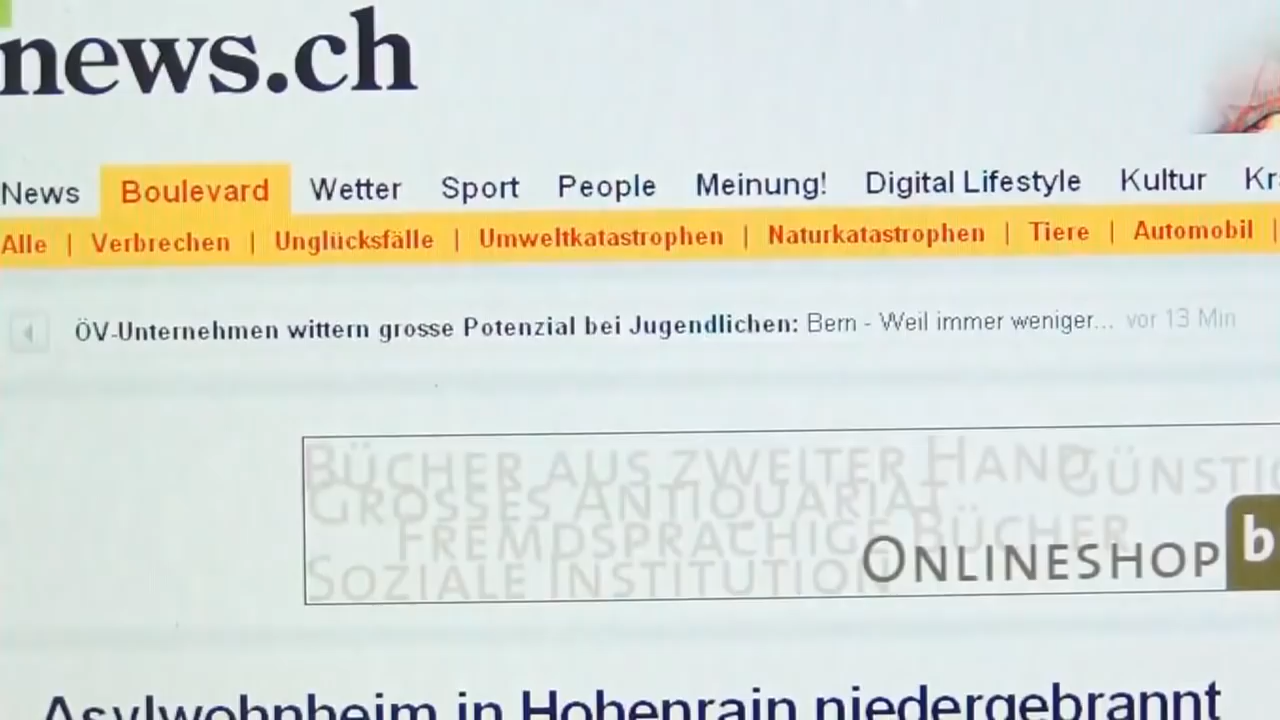 news.ch
News Boulevard Wetter Sport People Meinung! Digital Lifestyle Kultur
Alle | Verbrechen | Unglücksfälle | Umweltkatastrophen | Naturkatastrophen | Tiere | Automobil |
ÖV-Unternehmen wittern grosse Potenzial bei Jugendlichen: Bern - Weil immer weniger... vor 13 Min
BÜCHER AUS ZWEITER HAND
GROSSES ANTIQUARIAT
FREMDSPRACHIGE BÜCHER
SOZIALE INSTITUTION
ONLINESHOP b
Asylwohnheim in Hohenrain niedergebrannt